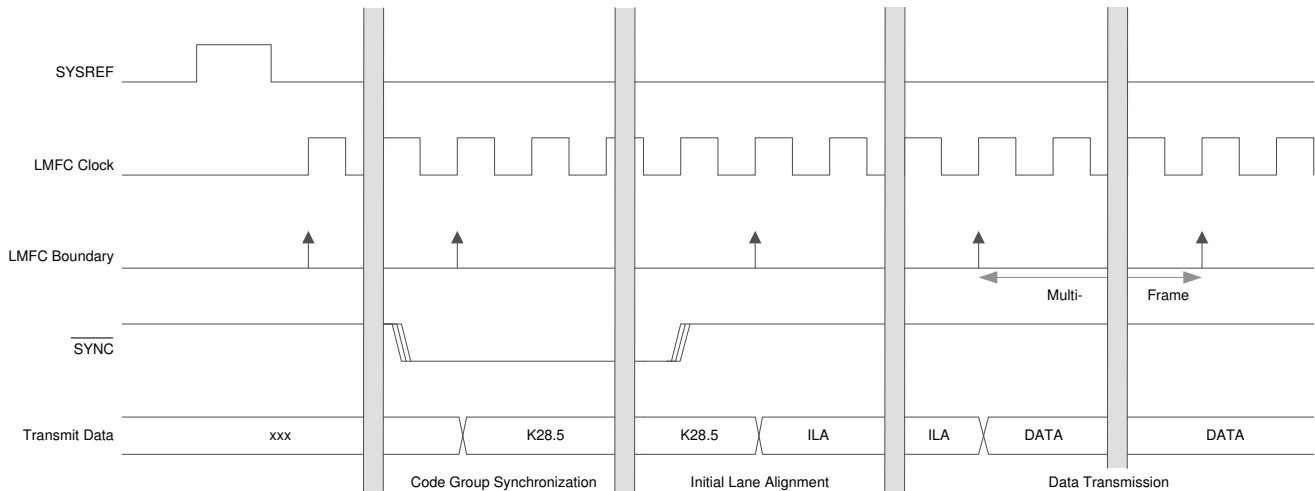 SYSREF
LMFC Clock
LMFC Boundary
Multi- Frame
SYNC
Transmit Data xxx K28.5 K28.5 ILA ILA DATA DATA
Code Group Synchronization Initial Lane Alignment Data Transmission